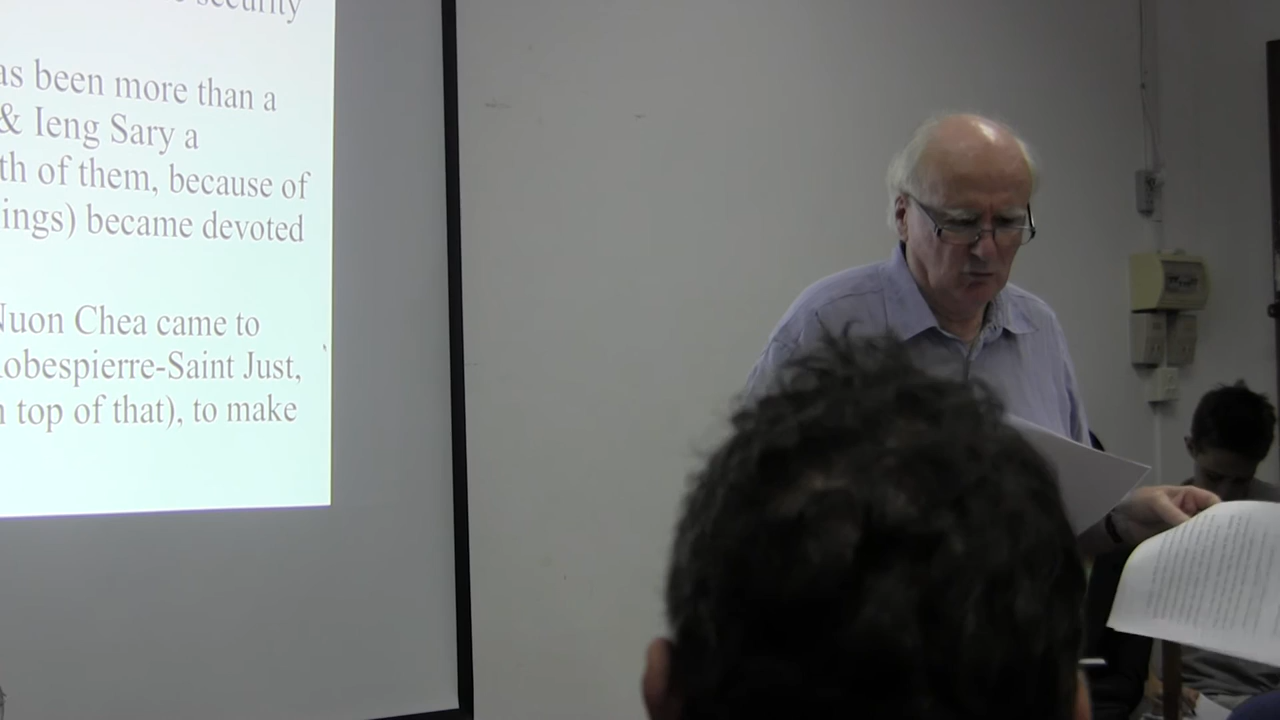 security
as been more than a
& Ieng Sary a
th of them, because of
ings) became devoted
Nuon Chea came to
obespierre-Saint Just,
top of that), to make